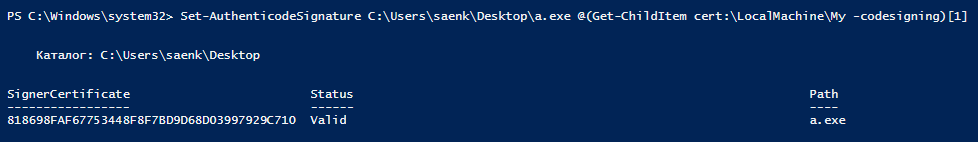 PS C:\Windows\system32> Set-AuthenticodeSignature C:\Users\saenk\Desktop\a.exe @(Get-ChildItem cert:\LocalMachine\My -codesigning)[1]
Каталог: C:\Users\saenk\Desktop
SignerCertificate Status Path
----------------- ------ ----
818698FAF67753448F8F7BD9D68D03997929C710 Valid a.exe